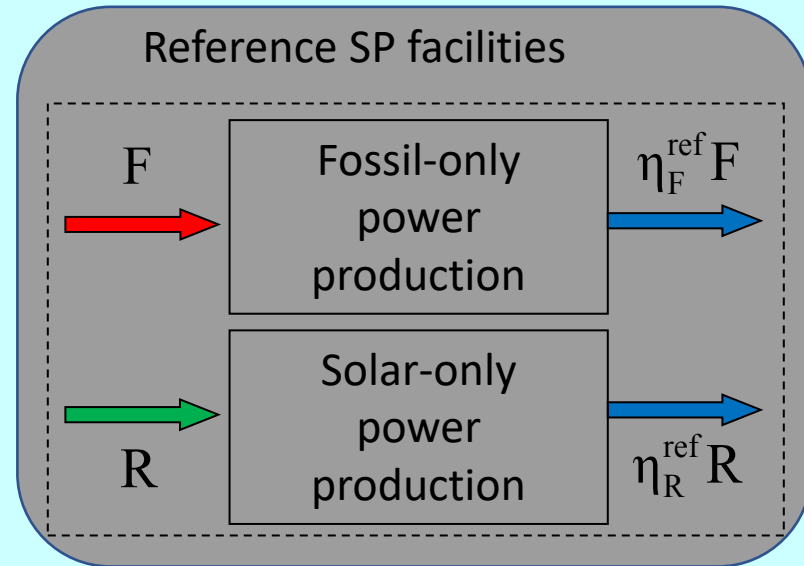 Reference SP facilities
F
Fossil-only
power
production
η_F^ref F
R
Solar-only
power
production
η_R^ref R